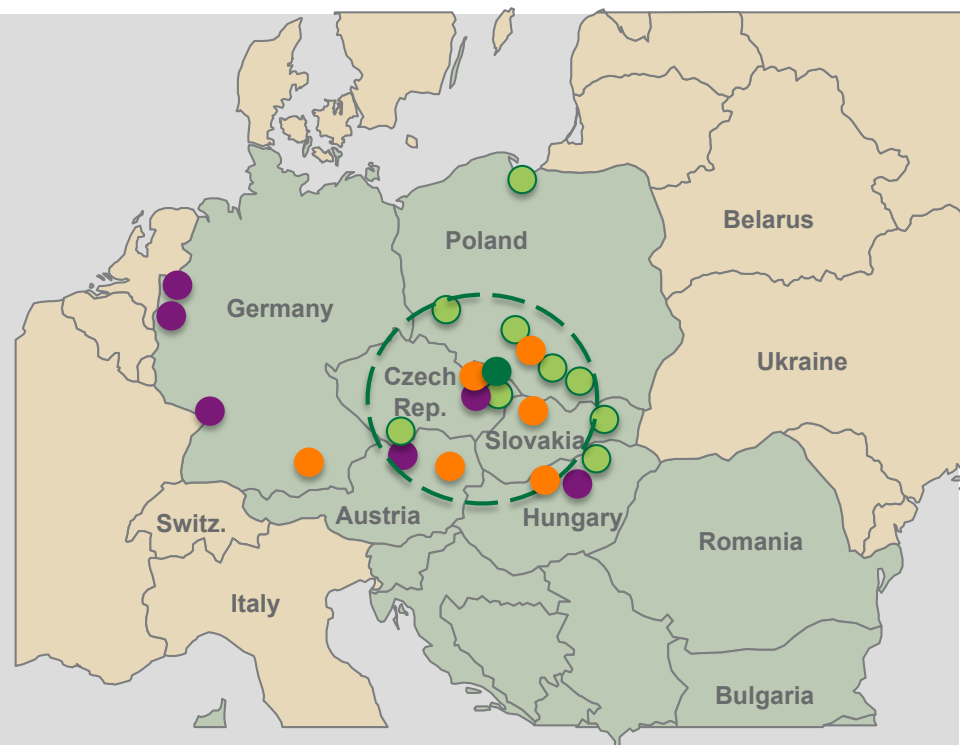 Belarus
Poland
Germany
Ukraine
Czech
Rep.
Slovakia
Austria
Hungary
Switz.
Romania
Italy
Bulgaria